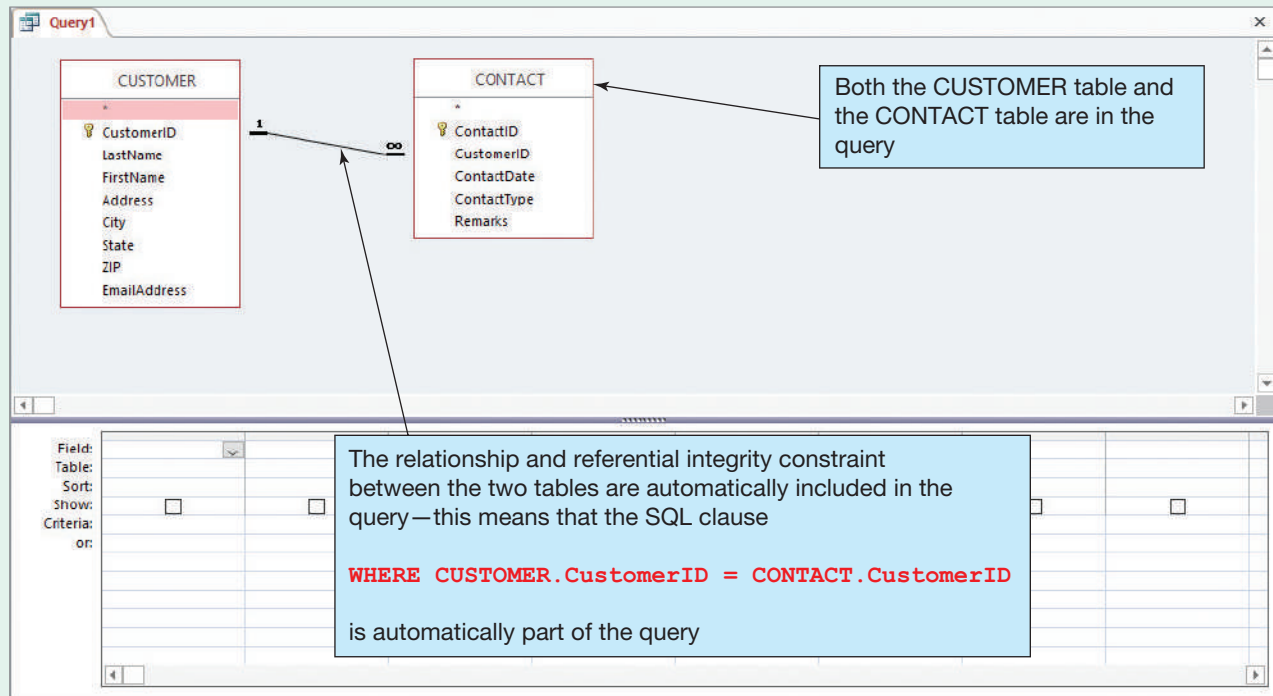 Query1
CUSTOMER
*
CustomerID
LastName
FirstName
Address
City
State
ZIP
EmailAddress
1
∞
CONTACT
*
ContactID
CustomerID
ContactDate
ContactType
Remarks
Both the CUSTOMER table and
the CONTACT table are in the
query
Field:
Table:
Sort:
Show:
Criteria:
or:
The relationship and referential integrity constraint
between the two tables are automatically included in the
query—this means that the SQL clause
WHERE CUSTOMER.CustomerID = CONTACT.CustomerID
is automatically part of the query